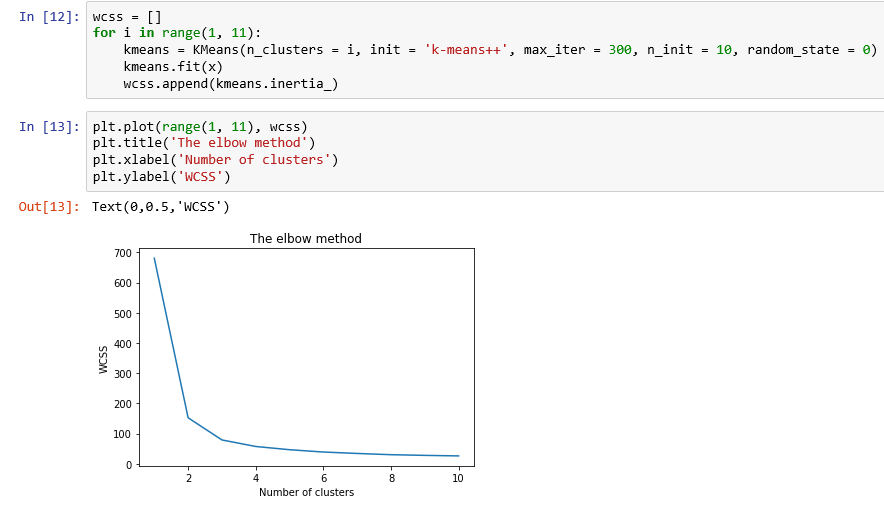 In [12]: wcss = []
for i in range(1, 11):
    kmeans = KMeans(n_clusters = i, init = 'k-means++', max_iter = 300, n_init = 10, random_state = 0)
    kmeans.fit(x)
    wcss.append(kmeans.inertia_)
In [13]: plt.plot(range(1, 11), wcss)
plt.title('The elbow method')
plt.xlabel('Number of clusters')
plt.ylabel('WCSS')
Out[13]: Text(0,0.5,'WCSS')
The elbow method
700
600
500
400
300
200
100
0
WCSS
2 4 6 8 10
Number of clusters